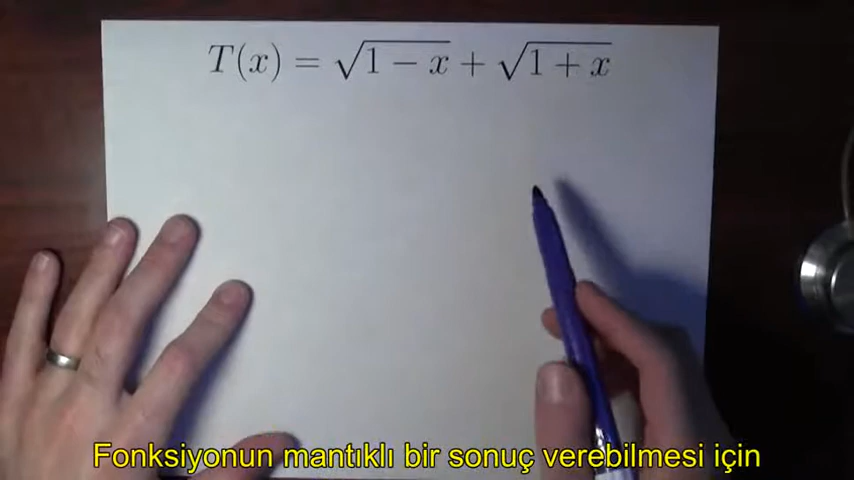 T(x) = √(1 − x) + √(1 + x)
Fonksiyonun mantıklı bir sonuç verebilmesi için